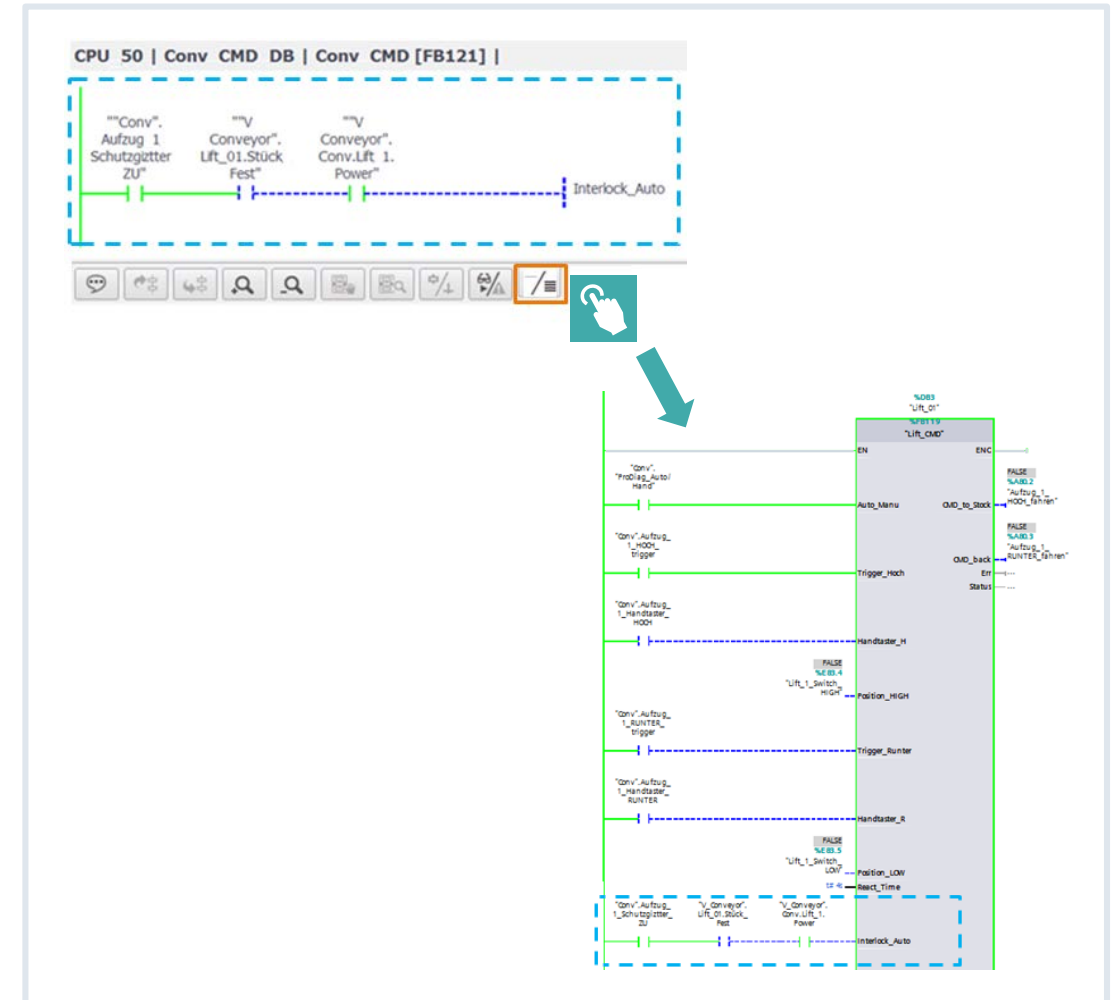 CPU 50 | Conv CMD DB | Conv CMD [FB121] |
""Conv".
Aufzug 1
Schutzgiztter
ZU"
""V
Conveyor".
Lift_01.Stück
Fest"
""V
Conveyor".
Conv.Lift 1.
Power"
Interlock_Auto
%DB3
"Lift_01"
%FB119
"Lift_CMD"
EN
ENO
"Conv".
"ProDiag_Auto/
Hand"
Auto_Manu
FALSE
%A80.2
"Aufzug_1_
HOCH_fahren"
CMD_to_Stock
"Conv".Aufzug_
1_HOCH_
trigger
Trigger_Hoch
FALSE
%A80.3
"Aufzug_1_
RUNTER_fahren"
CMD_back
Err
...
Status
...
"Conv".Aufzug_
1_Handtaster_
HOCH
Handtaster_H
FALSE
%E83.4
"Lift_1_Switch_
HIGH"
Position_HIGH
"Conv".Aufzug_
1_RUNTER_
trigger
Trigger_Runter
"Conv".Aufzug_
1_Handtaster_
RUNTER
Handtaster_R
FALSE
%E83.5
"Lift_1_Switch_
LOW"
Position_LOW
React_Time
"Conv".Aufzug_
1_Schutzgiztter_
ZU
"V_Conveyor".
Lift_01.Stück_
Fest
"V_Conveyor".
Conv.Lift_1.
Power
Interlock_Auto